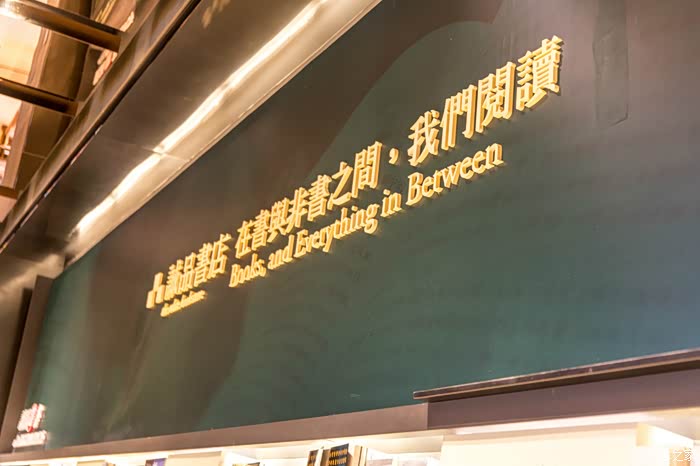 誠品書店 在書與非書之間，我們閱讀
Books, and Everything in Between